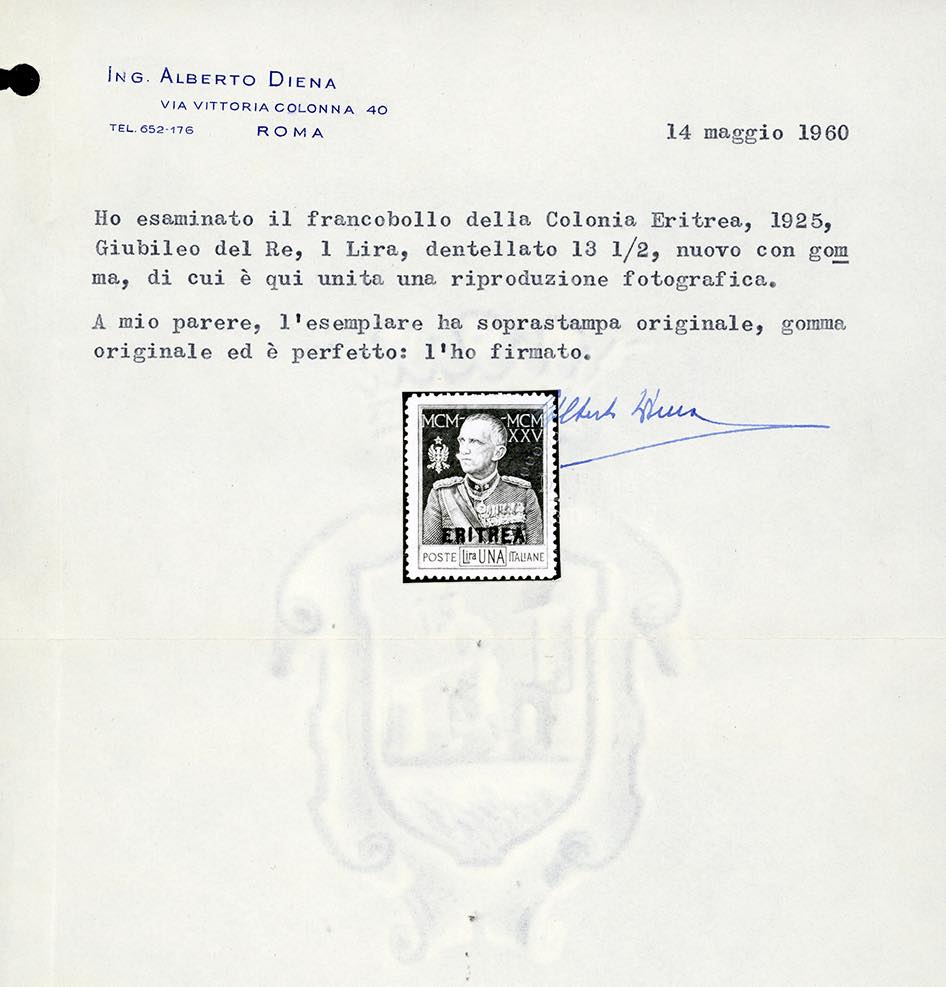 ING. ALBERTO DIENA
VIA VITTORIA COLONNA 40
TEL. 652-176 ROMA
14 maggio 1960
Ho esaminato il francobollo della Colonia Eritrea, 1925,
Giubileo del Re, 1 Lira, dentellato 13 1/2, nuovo con gom
ma, di cui è qui unita una riproduzione fotografica.
A mio parere, l'esemplare ha soprastampa originale, gomma
originale ed è perfetto: l'ho firmato.
Alberto Diena
MCM- MCM
XXV
ERITREA
POSTE Lira UNA ITALIANE